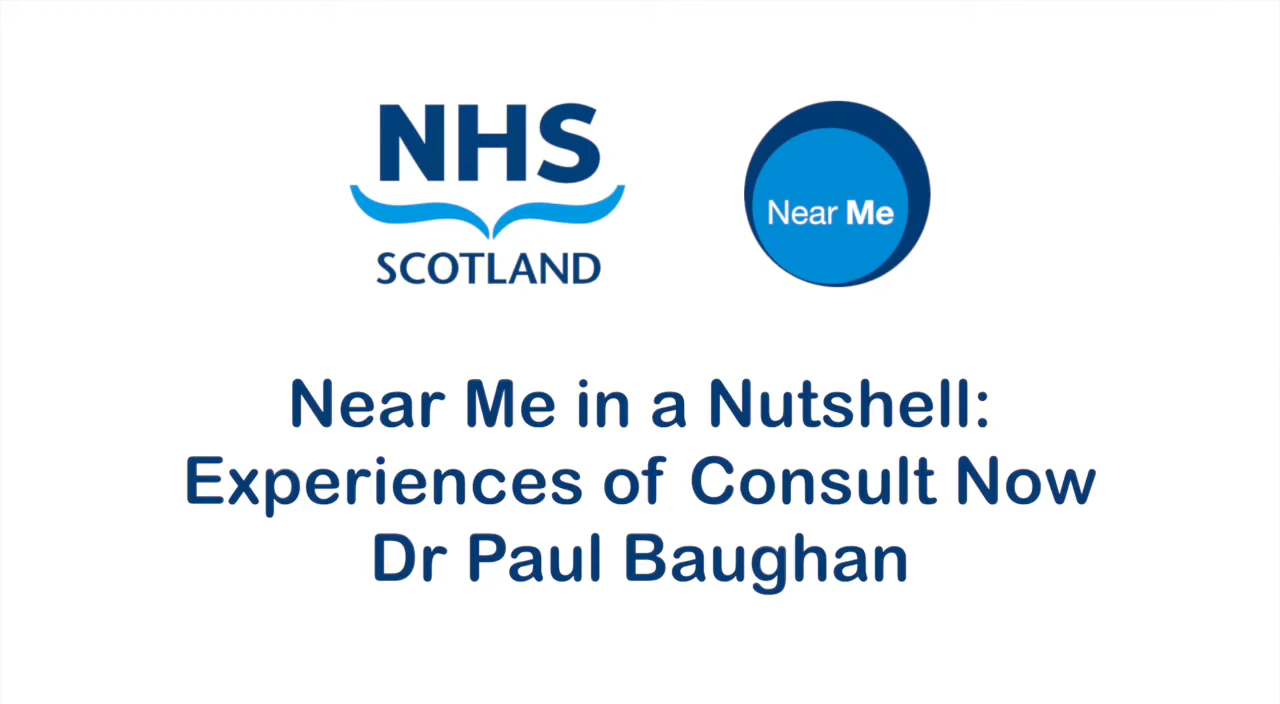 NHS
SCOTLAND
Near Me
Near Me in a Nutshell:
Experiences of Consult Now
Dr Paul Baughan